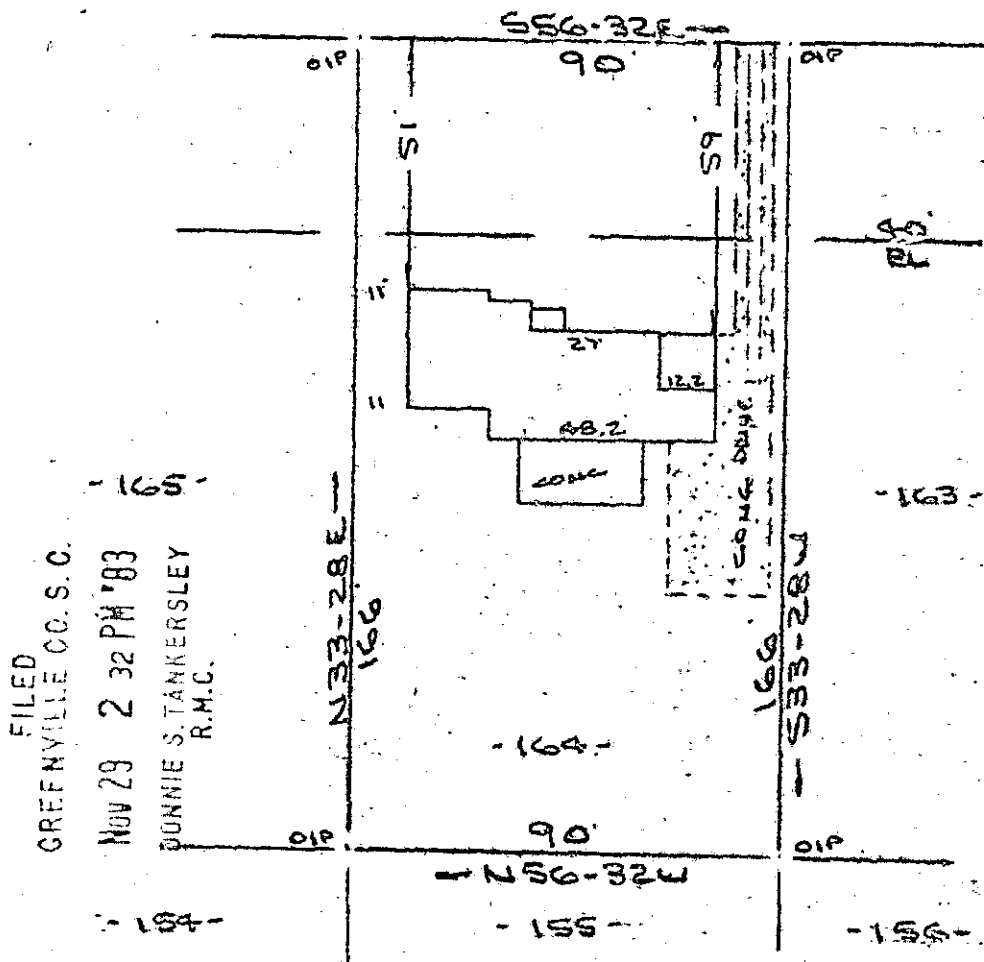 S56-32E
90'
OIP
OIP
51
59
40'
BL
11
11
27
12.2
48.2
CONC
CONC DRIVE
- 165 -
- 163 -
N33-28E
166
166
S33-28W
- 164 -
FILED
GREENVILLE CO. S. C.
NOV 29 2 32 PM '83
DONNIE S. TANKERSLEY
R.M.C.
OIP
90'
OIP
N56-32W
- 154 -
- 155 -
- 156 -